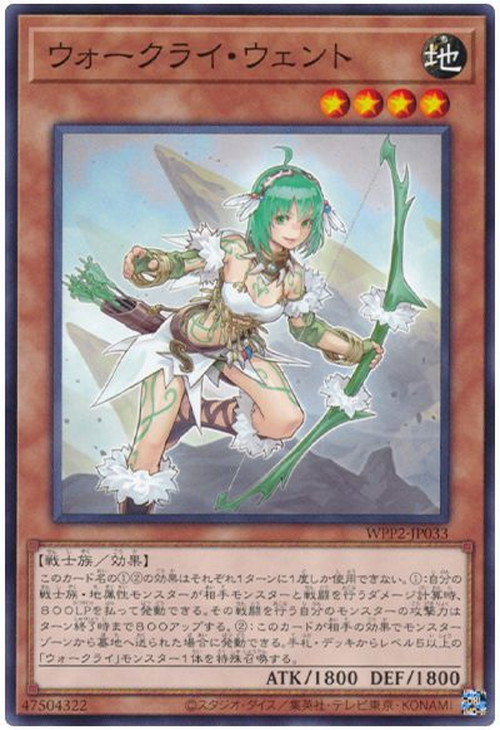 ウォークライ・ウェント
地
WPP2-JP033
【戦士族/効果】
このカード名の①②の効果はそれぞれ1ターンに1度しか使用できない。①:自分の
戦士族・地属性モンスターが相手モンスターと戦闘を行うダメージ計算時、
800LPを払って発動できる。その戦闘を行う自分のモンスターの攻撃力は
ターン終了時まで800アップする。②:このカードが相手の効果でモンスター
ゾーンから墓地へ送られた場合に発動できる。手札・デッキからレベル5以上の
「ウォークライ」モンスター1体を特殊召喚する。
ATK/1800 DEF/1800
47504322 ©スタジオ・ダイス/集英社・テレビ東京・KONAMI